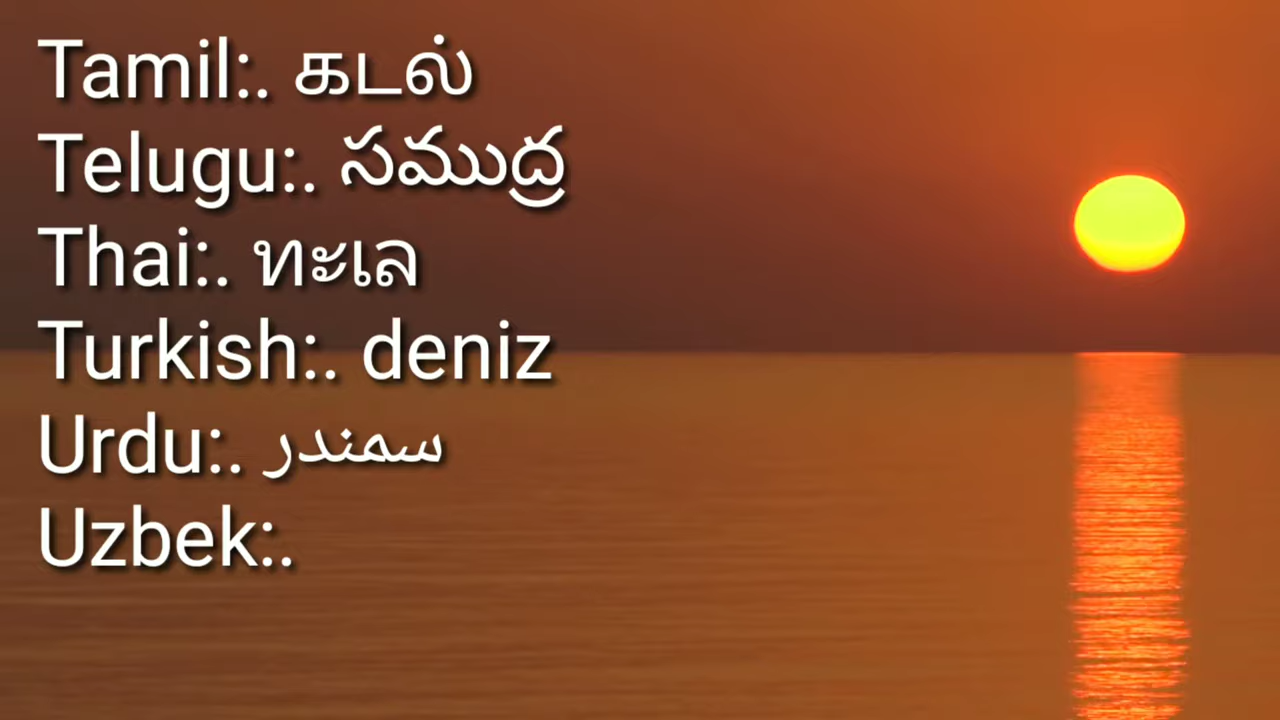 Tamil:. கடல்
Telugu:. సముద్ర
Thai:. ทะเล
Turkish:. deniz
Urdu:. سمندر
Uzbek:.